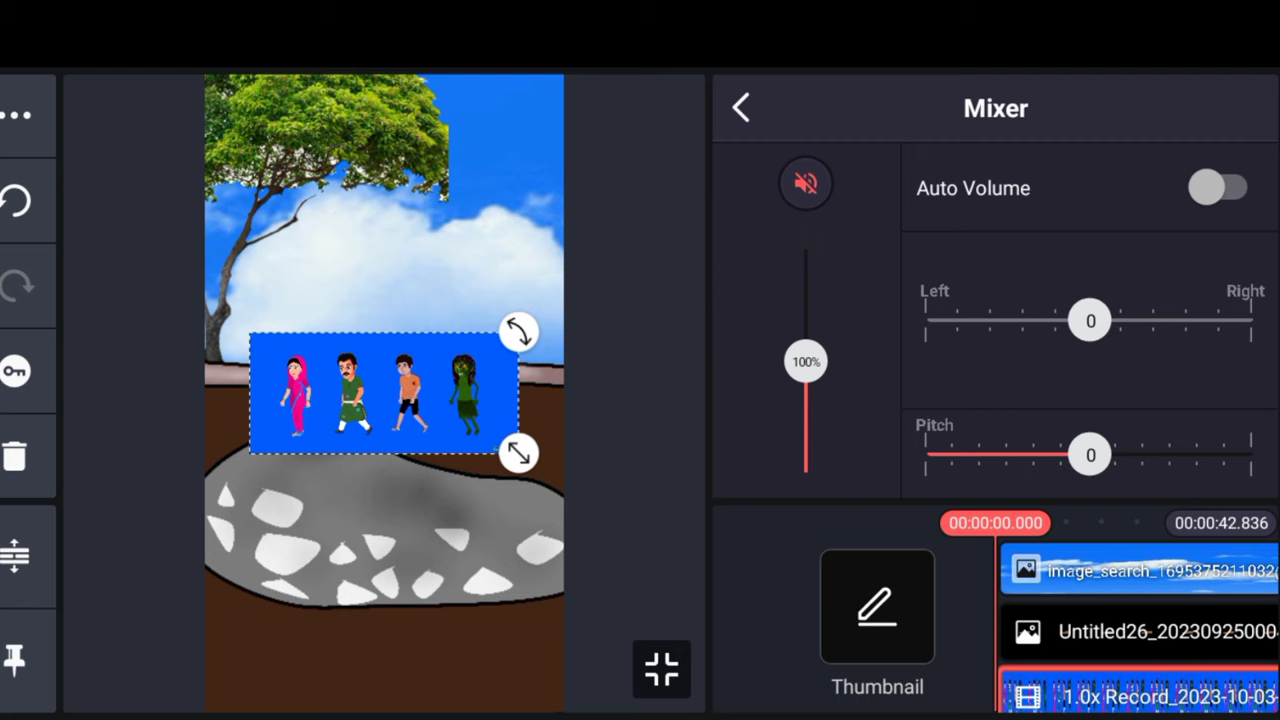 Mixer
Auto Volume
Left
Right
0
100%
Pitch
0
00:00:00.000
00:00:42.836
image_search_1695375211032
Untitled26_20230925000
Thumbnail
1.0x Record_2023-10-03-